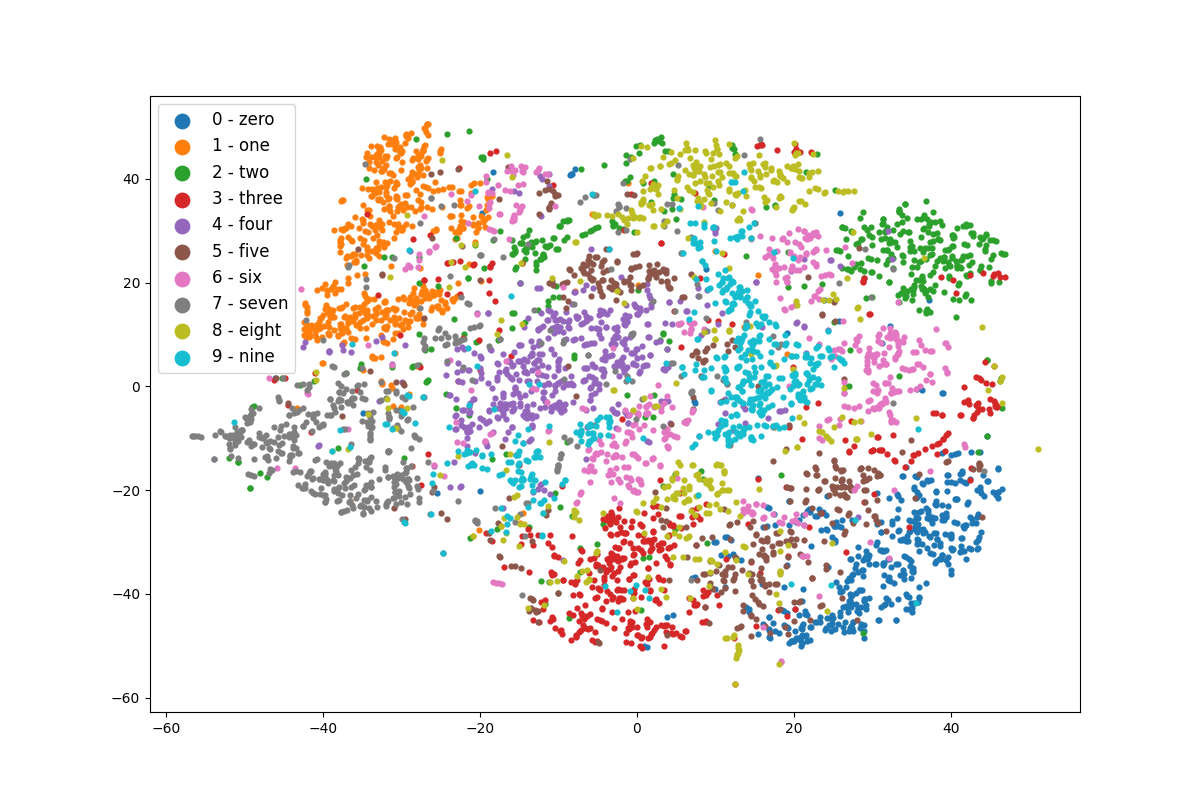 0 - zero
1 - one
2 - two
3 - three
4 - four
5 - five
6 - six
7 - seven
8 - eight
9 - nine
40
20
0
−20
−40
−60
−60 −40 −20 0 20 40